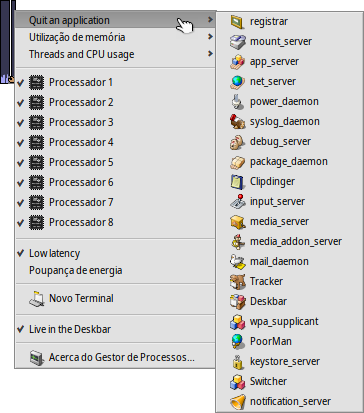 Quit an application
Utilização de memória
Threads and CPU usage
Processador 1
Processador 2
Processador 3
Processador 4
Processador 5
Processador 6
Processador 7
Processador 8
Low latency
Poupança de energia
Novo Terminal
Live in the Deskbar
Acerca do Gestor de Processos...
registrar
mount_server
app_server
net_server
power_daemon
syslog_daemon
debug_server
package_daemon
Clipdinger
input_server
media_server
media_addon_server
mail_daemon
Tracker
Deskbar
wpa_supplicant
PoorMan
keystore_server
Switcher
notification_server